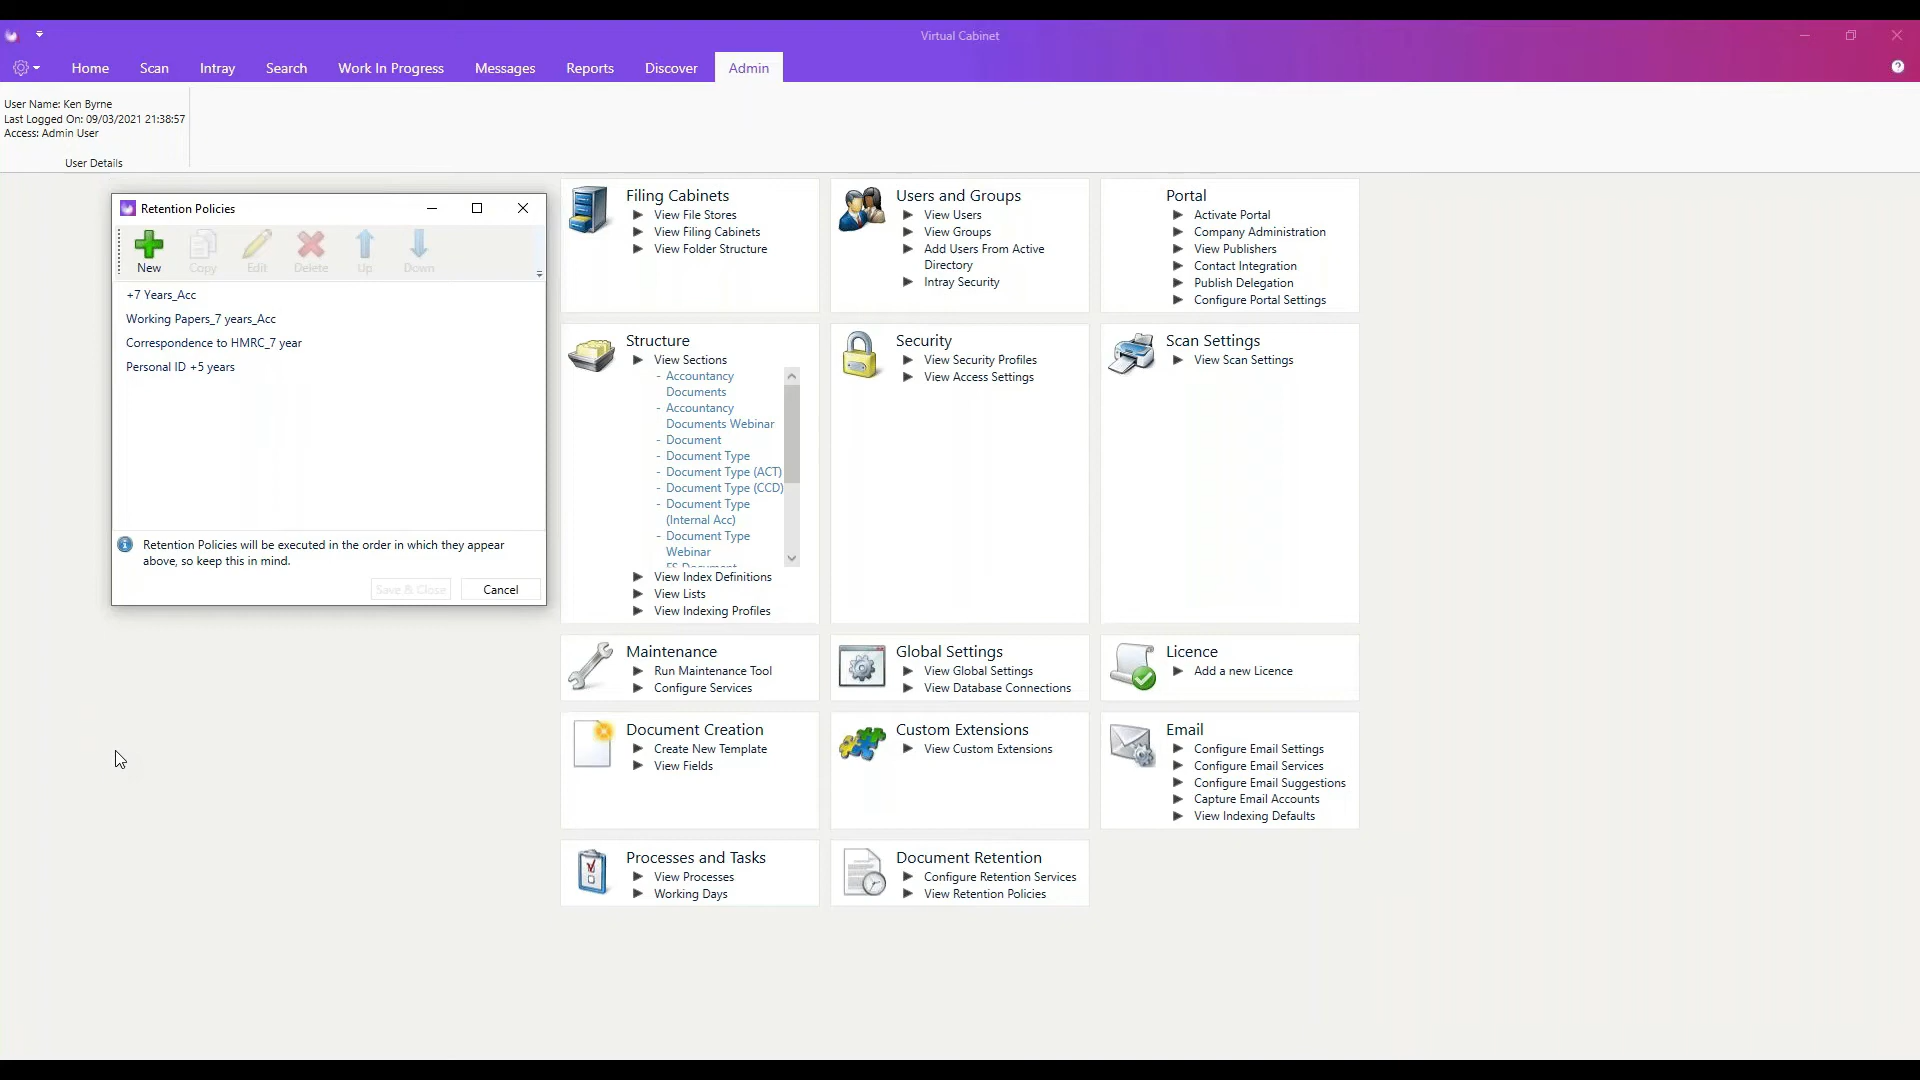 Virtual Cabinet
Home
Scan
Intray
Search
Work In Progress
Messages
Reports
Discover
Admin
User Name: Ken Byrne
Last Logged On: 09/03/2021 21:38:57
Access: Admin User
User Details
Retention Policies
New
Copy
Edit
Delete
Up
Down
+7 Years_Acc
Working Papers_7 years_Acc
Correspondence to HMRC_7 year
Personal ID +5 years
Retention Policies will be executed in the order in which they appear
above, so keep this in mind.
Save & Close
Cancel
Filing Cabinets
View File Stores
View Filing Cabinets
View Folder Structure
Users and Groups
View Users
View Groups
Add Users From Active
Directory
Intray Security
Portal
Activate Portal
Company Administration
View Publishers
Contact Integration
Publish Delegation
Configure Portal Settings
Structure
View Sections
- Accountancy
Documents
- Accountancy
Documents Webinar
- Document
- Document Type
- Document Type (ACT)
- Document Type (CCD)
- Document Type
(Internal Acc)
- Document Type
Webinar
View Index Definitions
View Lists
View Indexing Profiles
Security
View Security Profiles
View Access Settings
Scan Settings
View Scan Settings
Maintenance
Run Maintenance Tool
Configure Services
Global Settings
View Global Settings
View Database Connections
Licence
Add a new Licence
Document Creation
Create New Template
View Fields
Custom Extensions
View Custom Extensions
Email
Configure Email Settings
Configure Email Services
Configure Email Suggestions
Capture Email Accounts
View Indexing Defaults
Processes and Tasks
View Processes
Working Days
Document Retention
Configure Retention Services
View Retention Policies